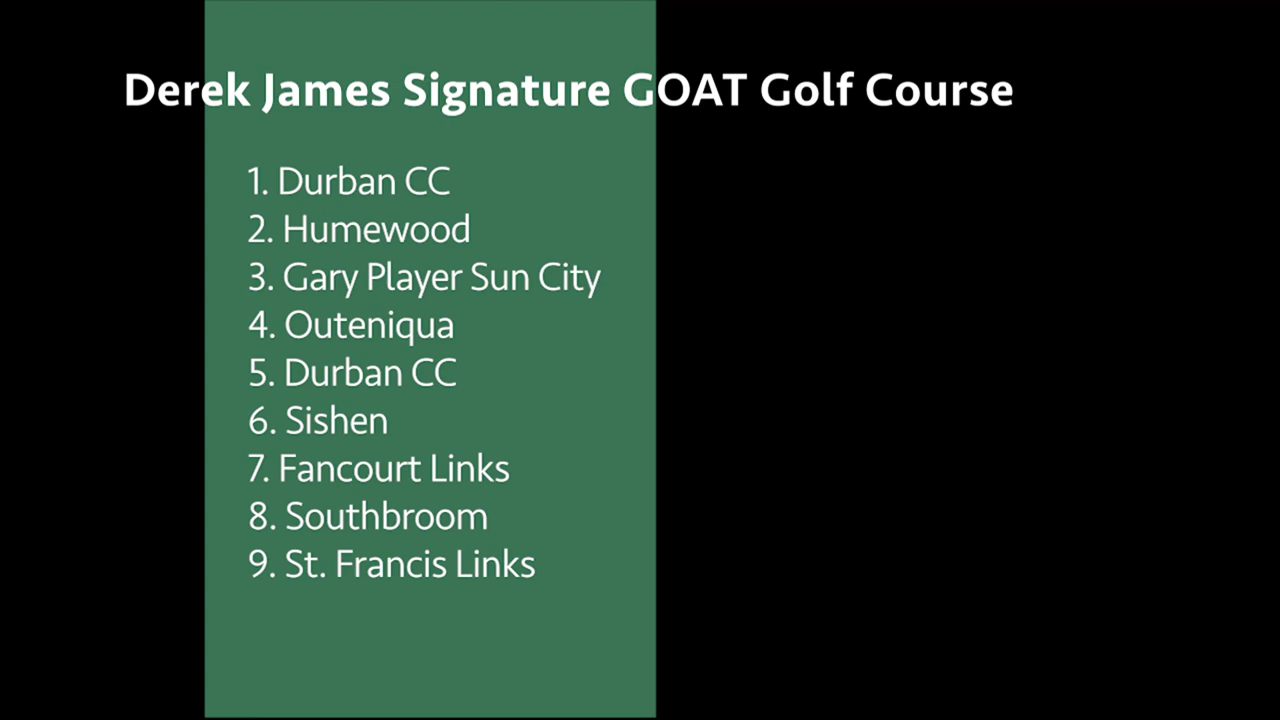 Derek James Signature GOAT Golf Course
1. Durban CC
2. Humewood
3. Gary Player Sun City
4. Outeniqua
5. Durban CC
6. Sishen
7. Fancourt Links
8. Southbroom
9. St. Francis Links